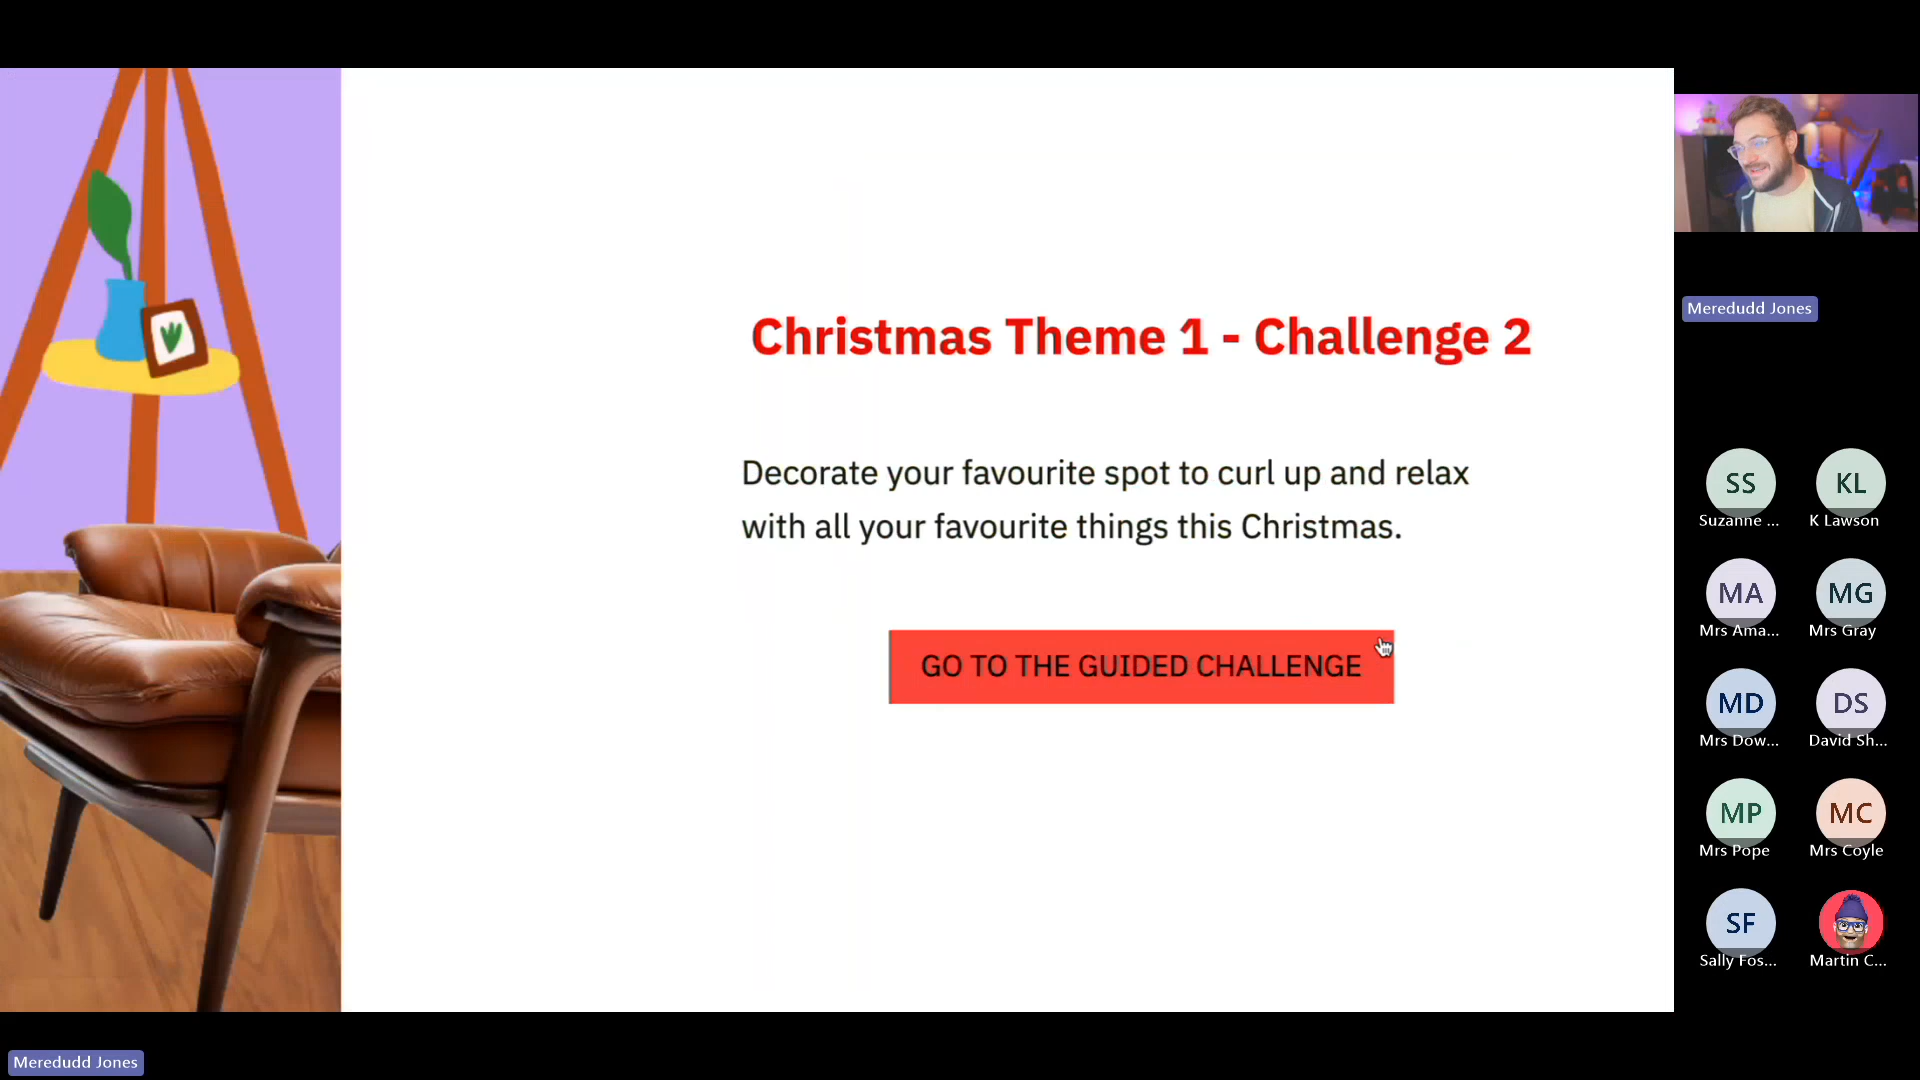 Christmas Theme 1 - Challenge 2
Decorate your favourite spot to curl up and relax
with all your favourite things this Christmas.
GO TO THE GUIDED CHALLENGE
Meredudd Jones
SS
KL
Suzanne ...
K Lawson
MA
MG
Mrs Ama...
Mrs Gray
MD
DS
Mrs Dow...
David Sh...
MP
MC
Mrs Pope
Mrs Coyle
SF
Sally Fos...
Martin C...
Meredudd Jones